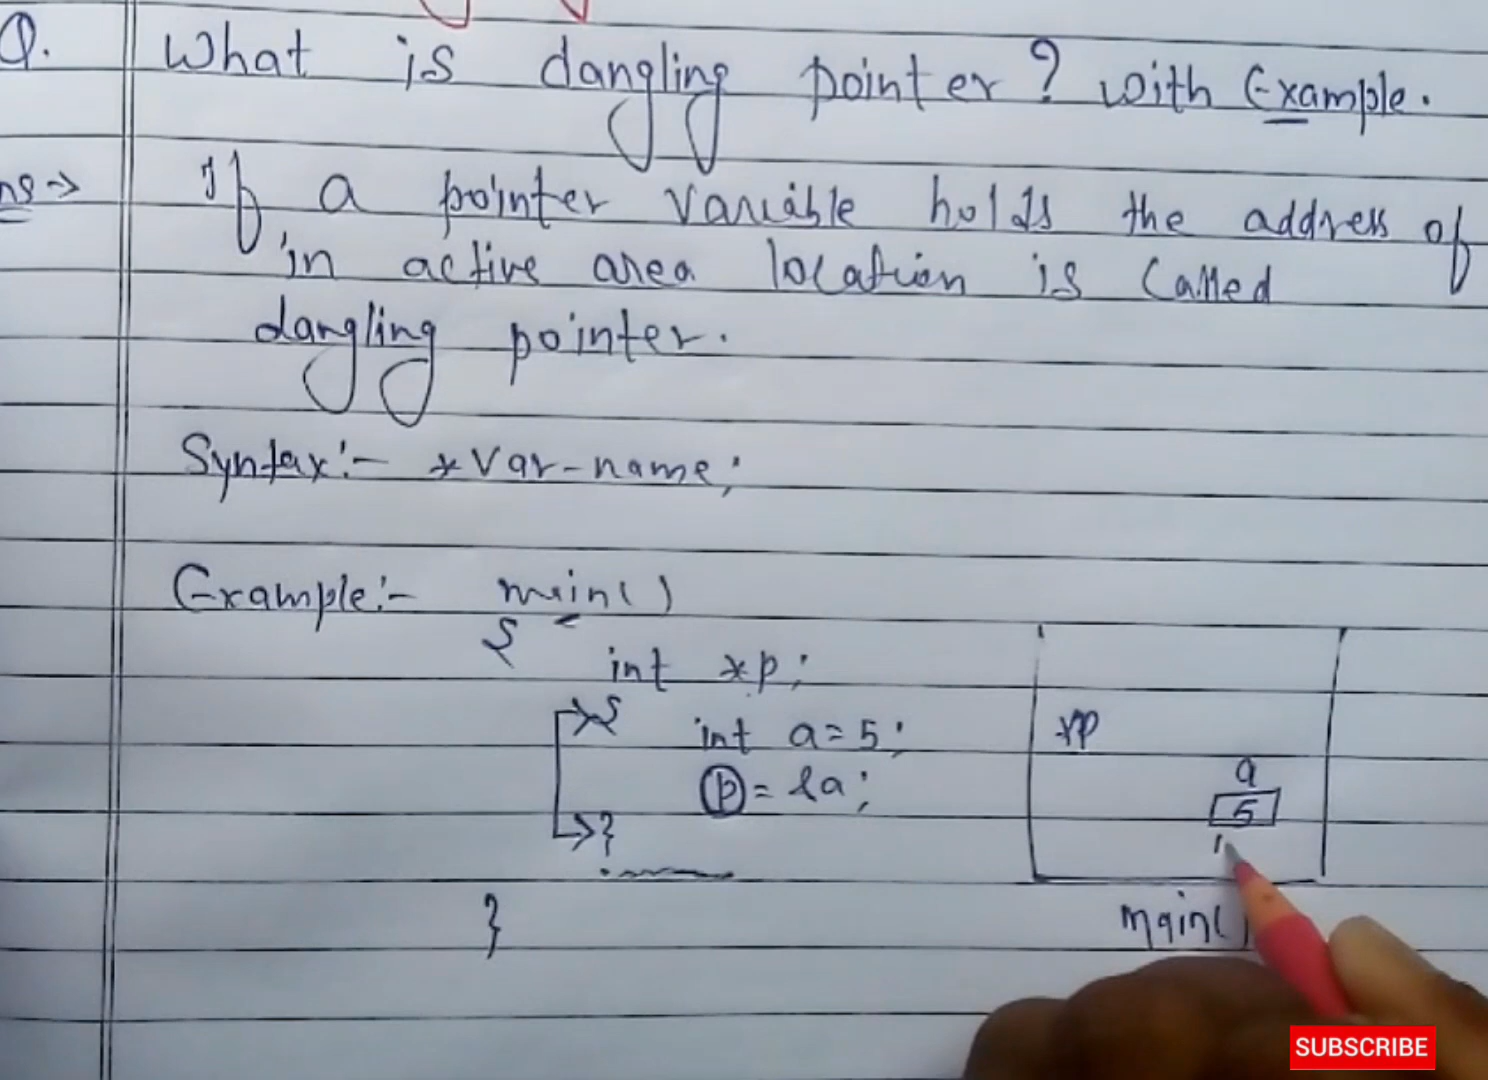 Q. What is dangling pointer? with Example.
ns → If a pointer variable holds the address of
in active area location is Called
dangling pointer.
Syntax:- *var-name;
Example:- main()
{
int *p;
{
int a=5;
p = &a;
}
}
*p
a
5
main()
SUBSCRIBE